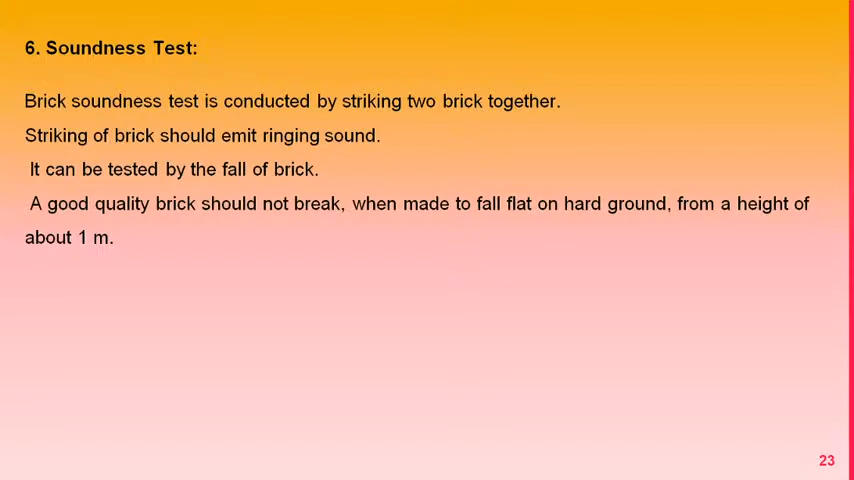 6. Soundness Test:
Brick soundness test is conducted by striking two brick together.
Striking of brick should emit ringing sound.
It can be tested by the fall of brick.
A good quality brick should not break, when made to fall flat on hard ground, from a height of
about 1 m.
23